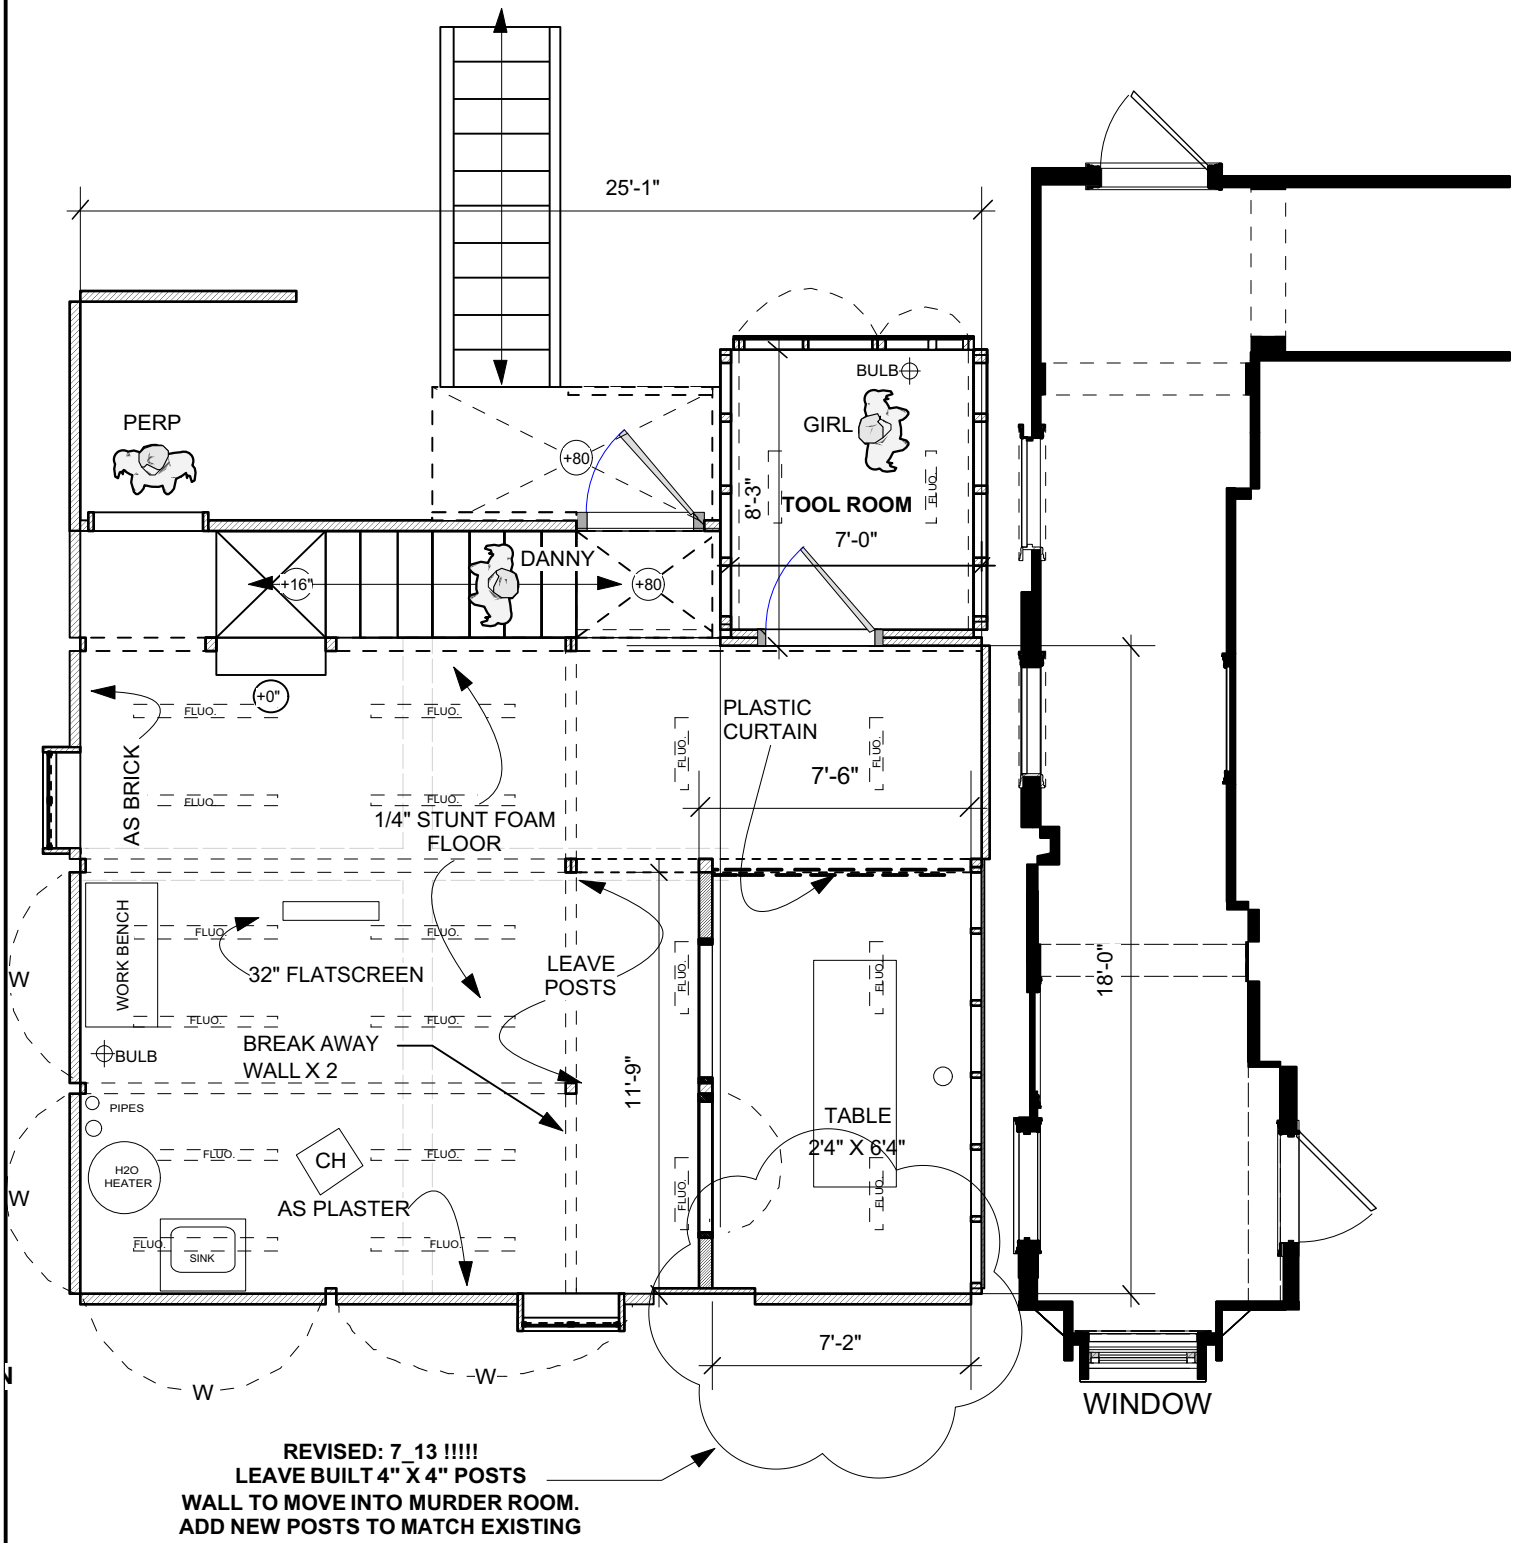 25'-1"
PERP
BULB
GIRL
+80
8'-3"
TOOL ROOM
FLUO.
7'-0"
DANNY
+16"
+80
+0"
FLUO.
FLUO.
PLASTIC
CURTAIN
FLUO.
FLUO.
7'-6"
AS BRICK
FLUO.
FLUO.
1/4" STUNT FOAM
FLOOR
WORK BENCH
FLUO.
FLUO.
32" FLATSCREEN
LEAVE
POSTS
FLUO.
FLUO.
18'-0"
W
FLUO.
FLUO.
BULB
BREAK AWAY
WALL X 2
11'-9"
PIPES
TABLE
2'4" X 6'4"
FLUO.
CH
FLUO.
H2O
HEATER
W
FLUO.
FLUO.
AS PLASTER
FLUO.
SINK
FLUO.
7'-2"
W
W
N
WINDOW
REVISED: 7_13 !!!!!
LEAVE BUILT 4" X 4" POSTS
WALL TO MOVE INTO MURDER ROOM.
ADD NEW POSTS TO MATCH EXISTING